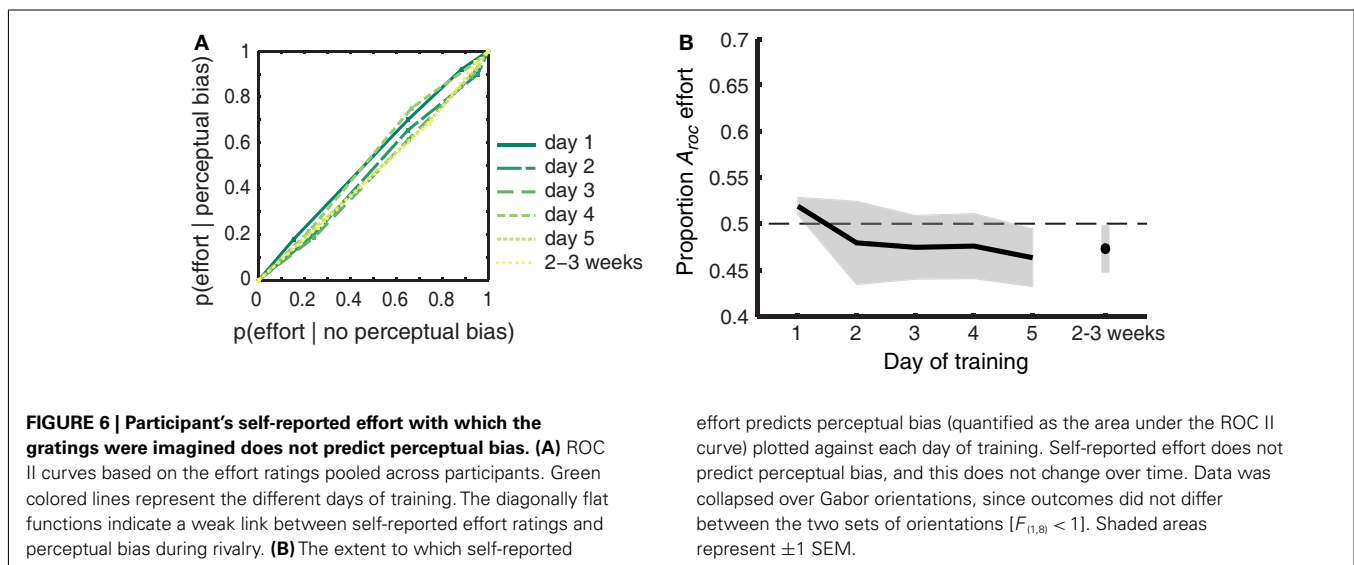 A
1
0.8
0.6
0.4
0.2
0
0 0.2 0.4 0.6 0.8 1
p(effort | perceptual bias)
p(effort | no perceptual bias)
day 1
day 2
day 3
day 4
day 5
2–3 weeks
B
0.7
0.65
0.6
0.55
0.5
0.45
0.4
Proportion Aroc effort
1 2 3 4 5 2-3 weeks
Day of training
FIGURE 6 | Participant's self-reported effort with which the
gratings were imagined does not predict perceptual bias. (A) ROC
II curves based on the effort ratings pooled across participants. Green
colored lines represent the different days of training. The diagonally flat
functions indicate a weak link between self-reported effort ratings and
perceptual bias during rivalry. (B) The extent to which self-reported
effort predicts perceptual bias (quantified as the area under the ROC II
curve) plotted against each day of training. Self-reported effort does not
predict perceptual bias, and this does not change over time. Data was
collapsed over Gabor orientations, since outcomes did not differ
between the two sets of orientations [F(1,8) < 1]. Shaded areas
represent ±1 SEM.